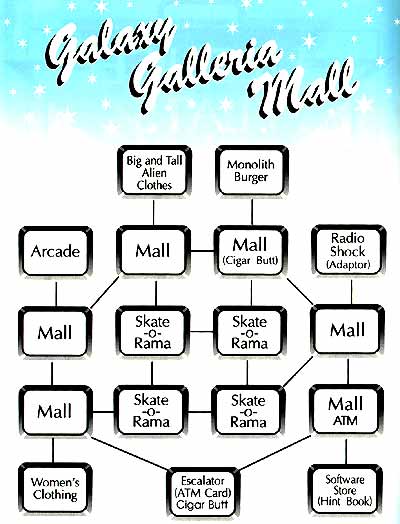 Galaxy
Galleria
Mall
Big and Tall
Alien
Clothes
Monolith
Burger
Arcade
Mall
Mall
(Cigar Butt)
Radio
Shock
(Adaptor)
Mall
Skate
-o-
Rama
Skate
-o-
Rama
Mall
Mall
Skate
-o-
Rama
Skate
-o-
Rama
Mall
ATM
Women's
Clothing
Escalator
(ATM Card)
Cigar Butt
Software
Store
(Hint Book)